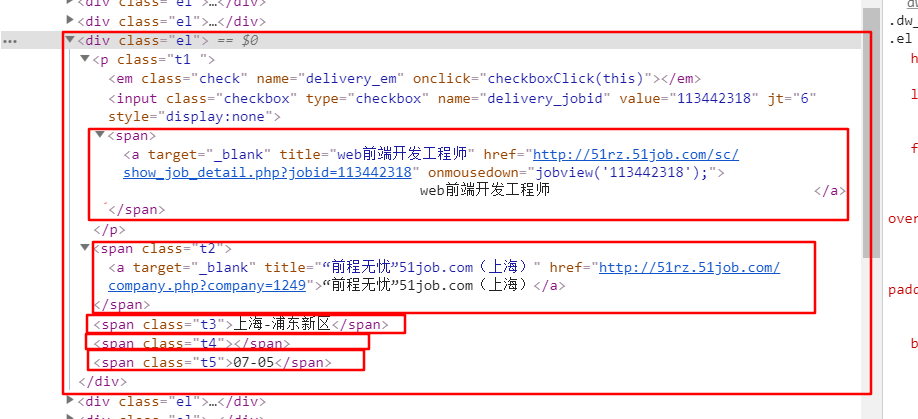 <div class="el">…</div>
<div class="el">…</div>
<div class="el"> == $0
<p class="t1 ">
<em class="check" name="delivery_em" onclick="checkboxClick(this)"></em>
<input class="checkbox" type="checkbox" name="delivery_jobid" value="113442318" jt="6"
style="display:none">
<span>
<a target="_blank" title="web前端开发工程师" href="http://51rz.51job.com/sc/
show_job_detail.php?jobid=113442318" onmousedown="jobview('113442318');">
web前端开发工程师 </a>
</span>
</p>
<span class="t2">
<a target="_blank" title="“前程无忧”51job.com（上海）" href="http://51rz.51job.com/
company.php?company=1249">“前程无忧”51job.com（上海）</a>
</span>
<span class="t3">上海-浦东新区</span>
<span class="t4"></span>
<span class="t5">07-05</span>
</div>
<div class="el">…</div>
.dw_
.el
h
l
f
over
padd
b